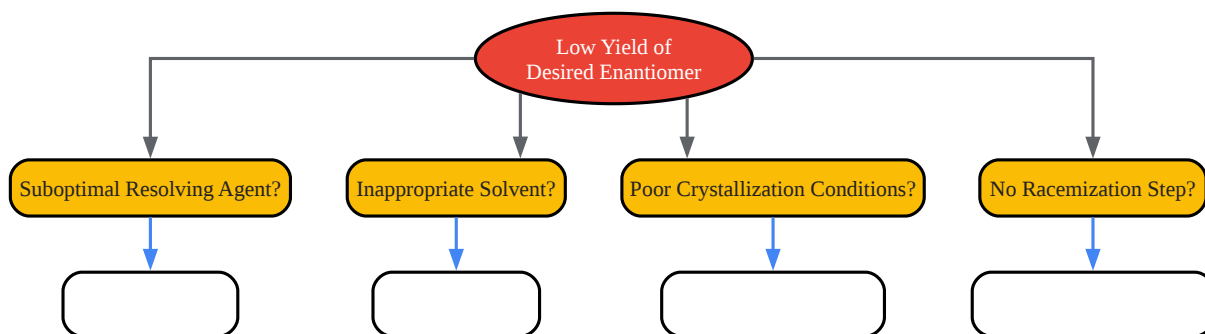 Low Yield of
Desired Enantiomer
Suboptimal Resolving Agent?
Inappropriate Solvent?
Poor Crystallization Conditions?
No Racemization Step?